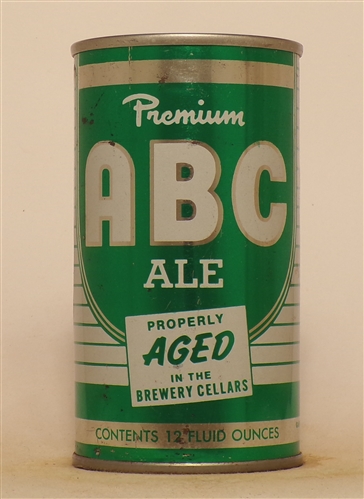 Premium
ABC
ALE
PROPERLY
AGED
IN THE
BREWERY CELLARS
CONTENTS 12 FLUID OUNCES